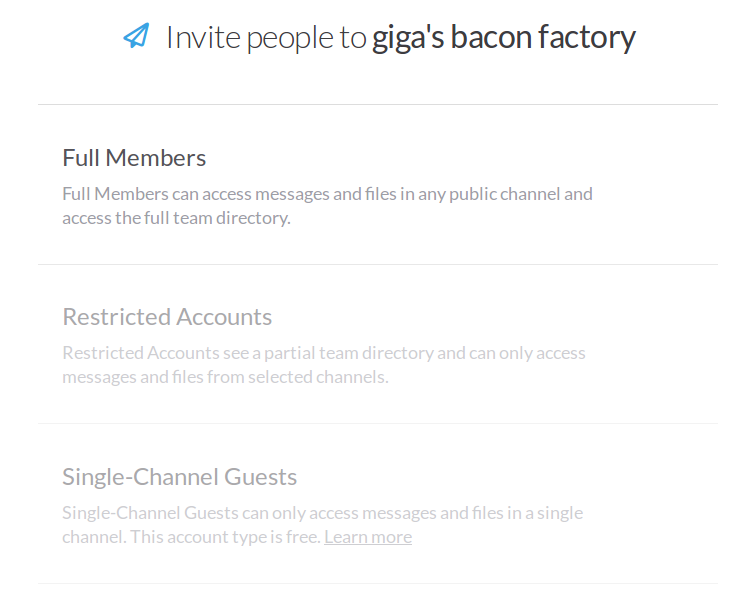 Invite people to giga's bacon factory
Full Members
Full Members can access messages and files in any public channel and
access the full team directory.
Restricted Accounts
Restricted Accounts see a partial team directory and can only access
messages and files from selected channels.
Single-Channel Guests
Single-Channel Guests can only access messages and files in a single
channel. This account type is free. Learn more